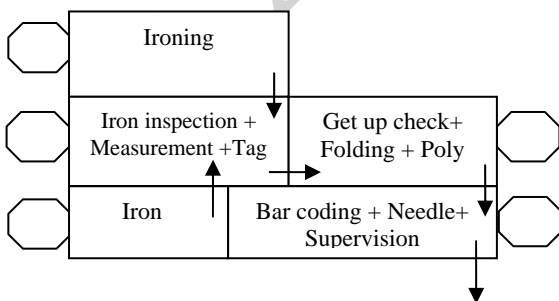 Ironing
Iron inspection +
Measurement +Tag
Get up check+
Folding + Poly
Iron
Bar coding + Needle+
Supervision